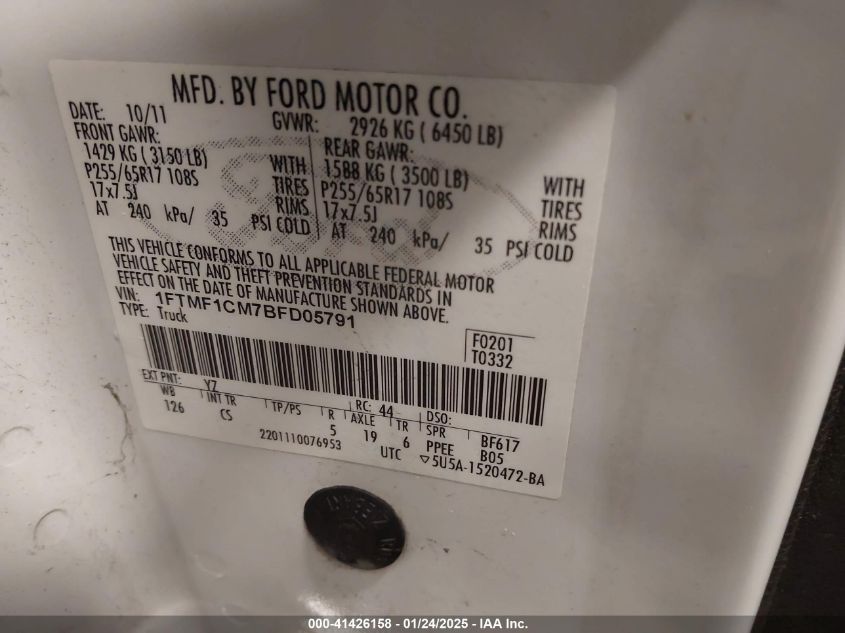 MFD. BY FORD MOTOR CO.
DATE: 10/11 GVWR: 2926 KG ( 6450 LB)
FRONT GAWR: REAR GAWR:
1429 KG ( 3150 LB) WITH 1588 KG ( 3500 LB) WITH
P255/65R17 108S TIRES P255/65R17 108S TIRES
17x7.5J RIMS 17x7.5J RIMS
AT 240 kPa/ 35 PSI COLD AT 240 kPa/ 35 PSI COLD
THIS VEHICLE CONFORMS TO ALL APPLICABLE FEDERAL MOTOR
VEHICLE SAFETY AND THEFT PREVENTION STANDARDS IN
EFFECT ON THE DATE OF MANUFACTURE SHOWN ABOVE.
VIN: 1FTMF1CM7BFD05791
TYPE: Truck
F0201
T0332
EXT PNT: YZ RC: 44 DSO:
WB INT TR TP/PS R AXLE TR SPR BF617
126 CS 5 19 6 PPEE B05
2201110076953 UTC ▽5U5A-1520472-BA
000-41426158 - 01/24/2025 - IAA Inc.